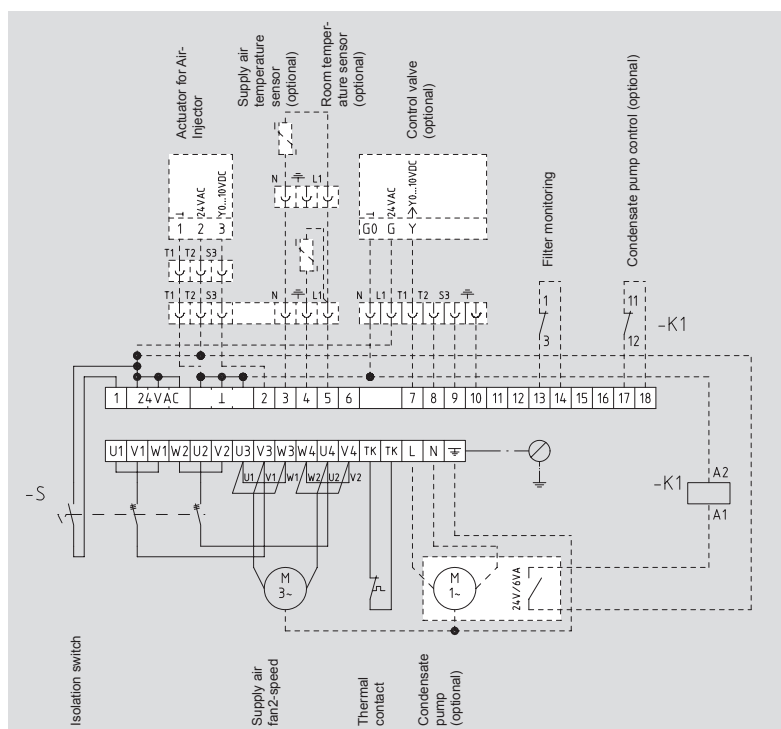 Actuator for Air-
Injector
Supply air
temperature
sensor
(optional)
Room temper-
ature sensor
(optional)
Control valve
(optional)
Filter monitoring
Condensate pump control (optional)
⊥
24VAC
Y0...10VDC
1 2 3
T1 T2 S3
T1 T2 S3
N L1
N L1
⊥
24VAC
Y0...10VDC
G0 G Y
N L1 T1 T2 S3
1
3
11
12
-K1
1 24VAC ⊥ 2 3 4 5 6 7 8 9 10 11 12 13 14 15 16 17 18
U1 V1 W1 W2 U2 V2 U3 V3 W3 W4 U4 V4 TK TK L N
U1 V1 W1 W2 U2 V2
-S
M
3~
M
1~
24V/6VA
-K1
A2
A1
Isolation switch
Supply air
fan2-speed
Thermal
contact
Condensate
pump
(optional)